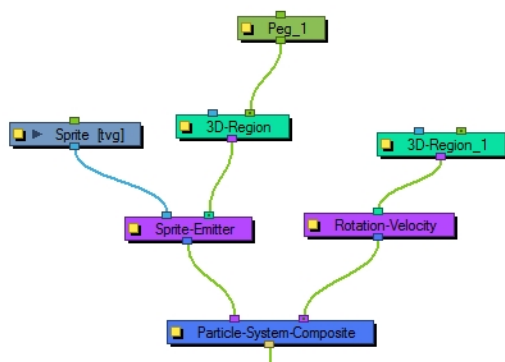 Peg_1
3D-Region
Sprite [tvg]
3D-Region_1
Sprite-Emitter
Rotation-Velocity
Particle-System-Composite